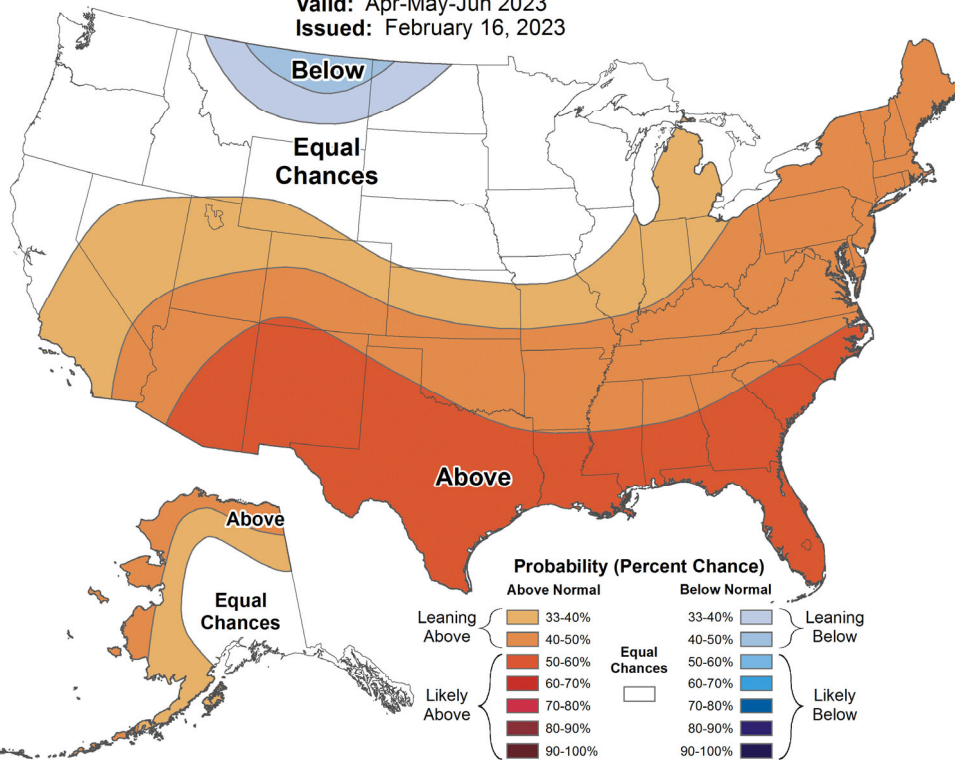 Valid: Apr-May-Jun 2023
Issued: February 16, 2023
Below
Equal
Chances
Above
Above
Equal
Chances
Probability (Percent Chance)
Above Normal
Below Normal
Leaning
Above
33-40%
40-50%
Likely
Above
50-60%
60-70%
70-80%
80-90%
90-100%
Equal
Chances
33-40%
40-50%
Leaning
Below
50-60%
60-70%
70-80%
80-90%
90-100%
Likely
Below